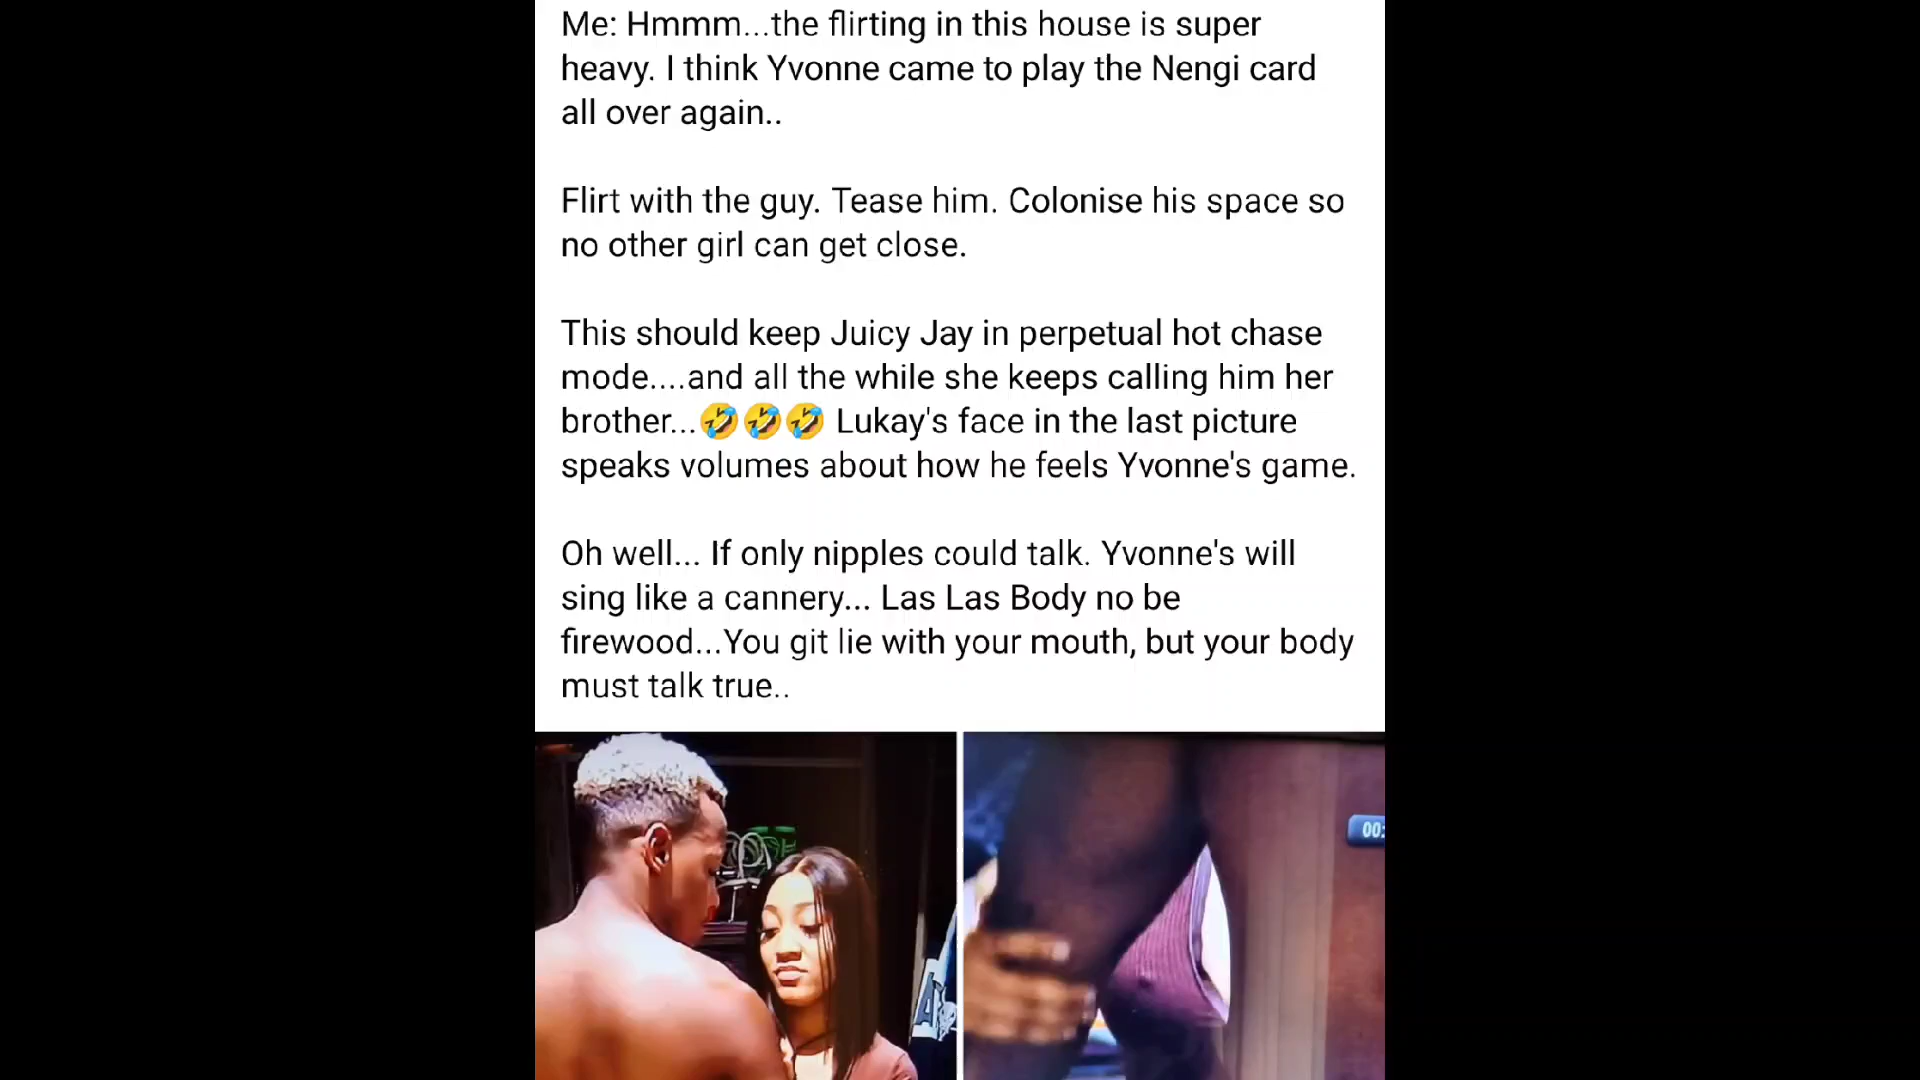 Me: Hmmm...the flirting in this house is super
heavy. I think Yvonne came to play the Nengi card
all over again..
Flirt with the guy. Tease him. Colonise his space so
no other girl can get close.
This should keep Juicy Jay in perpetual hot chase
mode....and all the while she keeps calling him her
brother...🤣🤣🤣 Lukay's face in the last picture
speaks volumes about how he feels Yvonne's game.
Oh well... If only nipples could talk. Yvonne's will
sing like a cannery... Las Las Body no be
firewood...You git lie with your mouth, but your body
must talk true..
00: